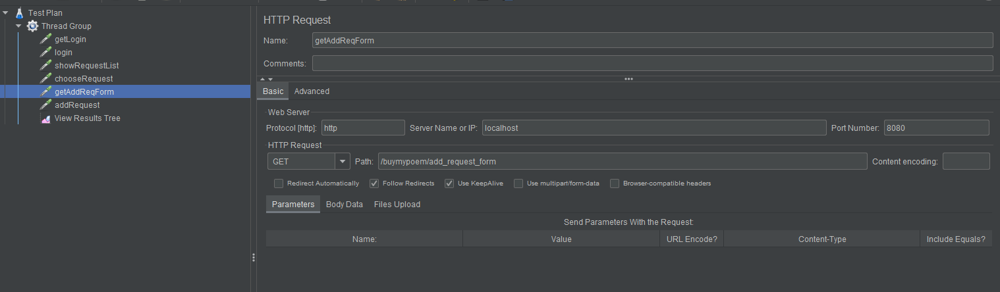 Test Plan
Thread Group
getLogin
login
showRequestList
chooseRequest
getAddReqForm
addRequest
View Results Tree
HTTP Request
Name: getAddReqForm
Comments:
Basic Advanced
Web Server
Protocol [http]: http Server Name or IP: localhost Port Number: 8080
HTTP Request
GET Path: /buymypoem/add_request_form Content encoding:
Redirect Automatically Follow Redirects Use KeepAlive Use multipart/form-data Browser-compatible headers
Parameters Body Data Files Upload
Send Parameters With the Request:
Name: Value URL Encode? Content-Type Include Equals?